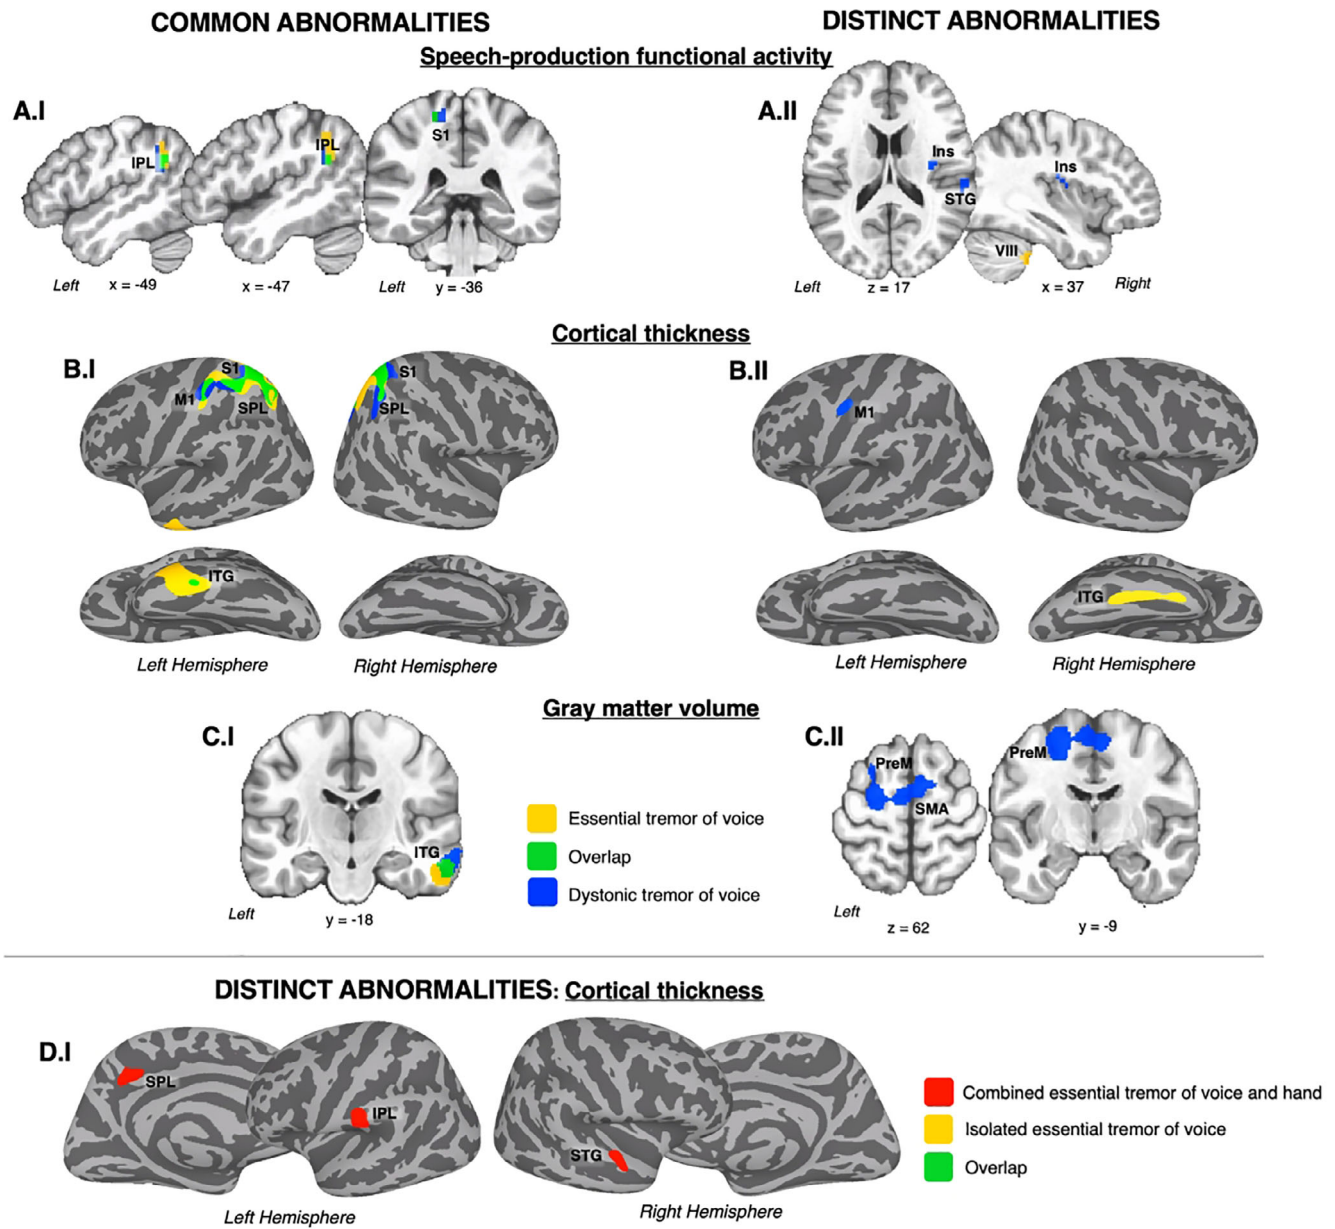 COMMON ABNORMALITIES
DISTINCT ABNORMALITIES
Speech-production functional activity
A.I
IPL
IPL
S1
Left
x = -49
x = -47
Left
y = -36
A.II
Ins
STG
Ins
VIII
Left
z = 17
x = 37
Right
Cortical thickness
B.I
S1
M1
SPL
S1
SPL
ITG
Left Hemisphere
Right Hemisphere
B.II
M1
ITG
Left Hemisphere
Right Hemisphere
Gray matter volume
C.I
ITG
Left
y = -18
Essential tremor of voice
Overlap
Dystonic tremor of voice
C.II
PreM
SMA
PreM
Left
z = 62
y = -9
DISTINCT ABNORMALITIES: Cortical thickness
D.I
SPL
IPL
STG
Left Hemisphere
Right Hemisphere
Combined essential tremor of voice and hand
Isolated essential tremor of voice
Overlap